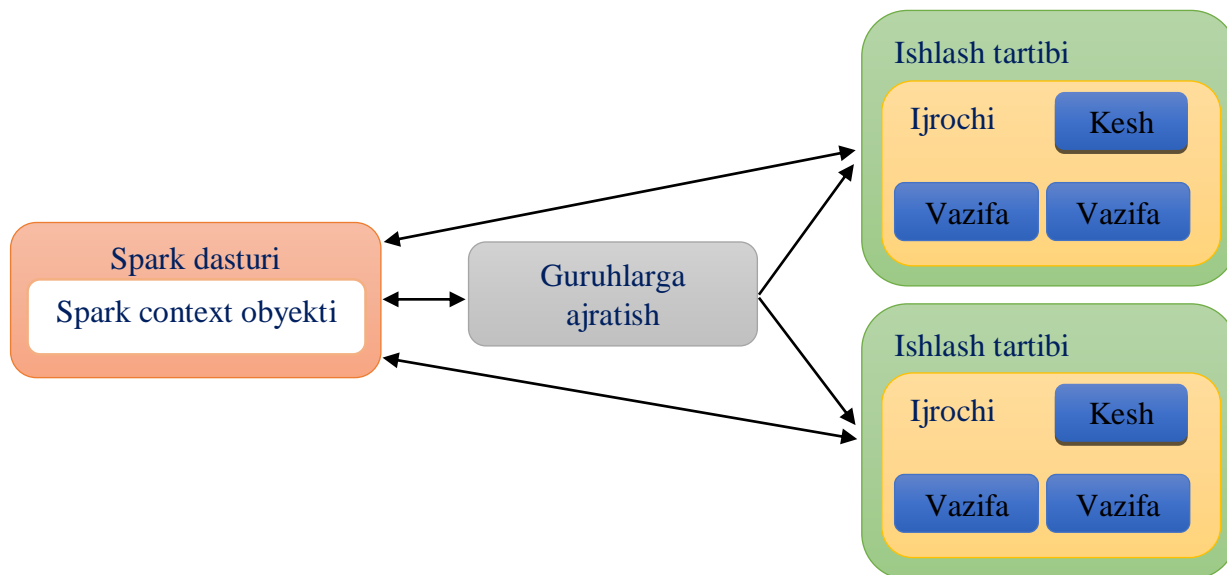 Spark dasturi
Spark context obyekti
Guruhlarga
ajratish
Ishlash tartibi
Ijrochi
Kesh
Vazifa
Vazifa
Ishlash tartibi
Ijrochi
Kesh
Vazifa
Vazifa